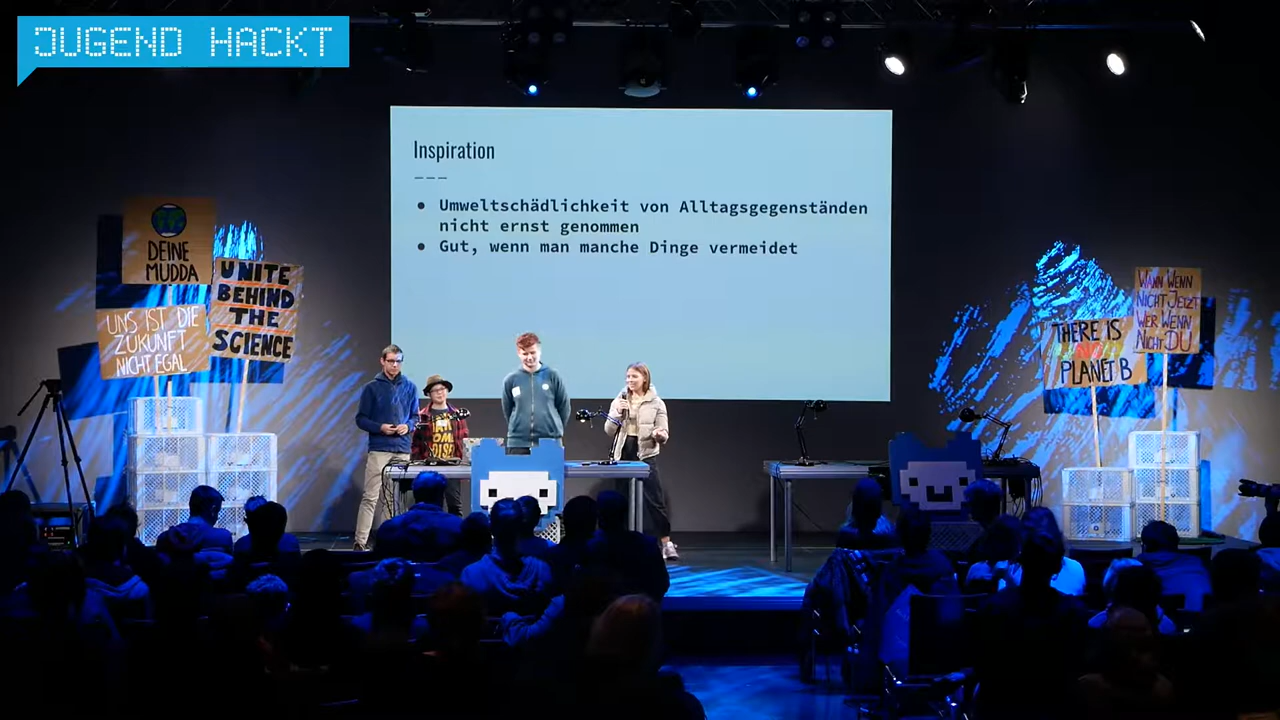 JUGEND HACKT
Inspiration
---
● Umweltschädlichkeit von Alltagsgegenständen
nicht ernst genommen
● Gut, wenn man manche Dinge vermeidet
DEINE
MUDDA
UNITE
BEHIND
THE
SCIENCE
UNS IST DIE
ZUKUNFT
NICHT EGAL
WANN WENN
NICHT JETZT
WER WENN
NICHT DU
THERE IS
NO
PLANET B